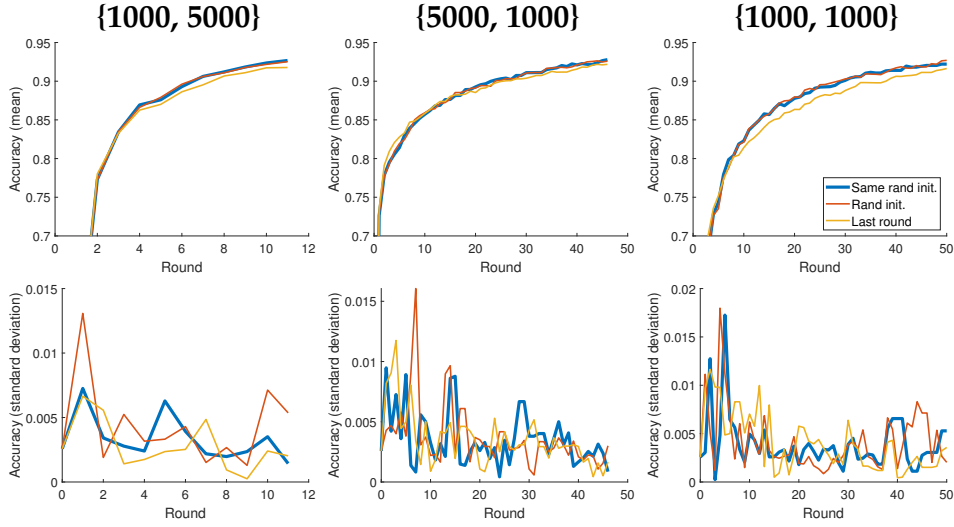 {1000, 5000}
{5000, 1000}
{1000, 1000}
Accuracy (mean)
0.95
0.9
0.85
0.8
0.75
0.7
0 2 4 6 8 10 12
Round
Accuracy (mean)
0.95
0.9
0.85
0.8
0.75
0.7
0 10 20 30 40 50
Round
Accuracy (mean)
0.95
0.9
0.85
0.8
0.75
0.7
0 10 20 30 40 50
Round
Same rand init.
Rand init.
Last round
Accuracy (standard deviation)
0.015
0.01
0.005
0
0 2 4 6 8 10 12
Round
Accuracy (standard deviation)
0.015
0.01
0.005
0
0 10 20 30 40 50
Round
Accuracy (standard deviation)
0.02
0.015
0.01
0.005
0
0 10 20 30 40 50
Round